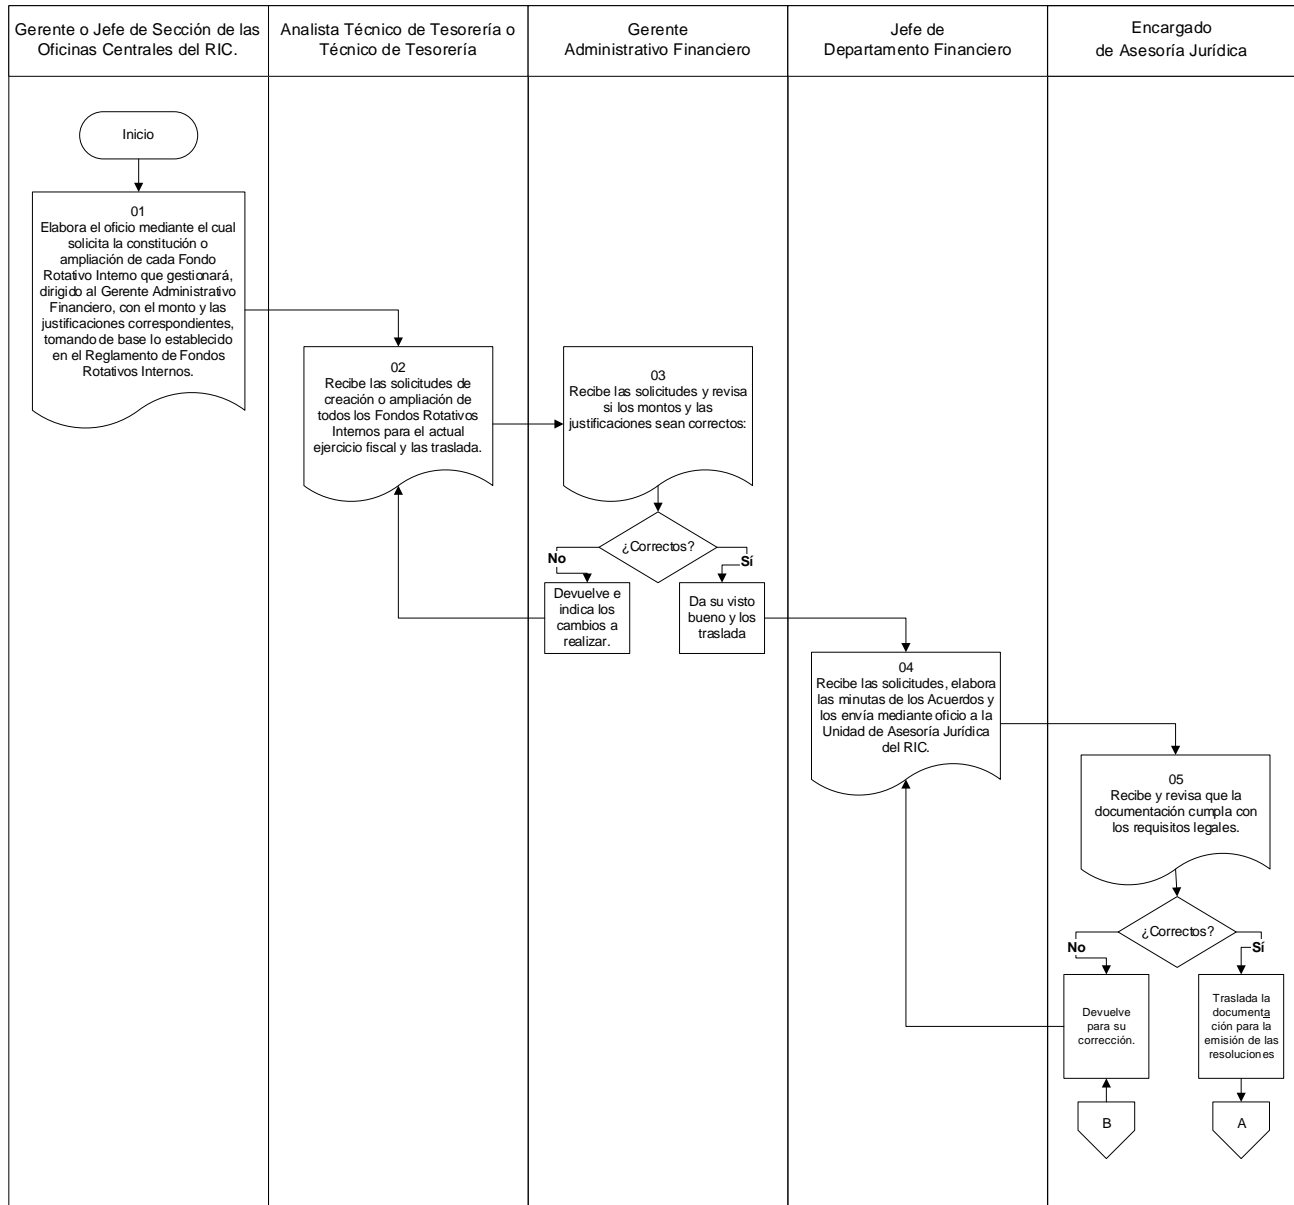 Gerente o Jefe de Sección de las
Oficinas Centrales del RIC.
Analista Técnico de Tesorería o
Técnico de Tesorería
Gerente
Administrativo Financiero
Jefe de
Departamento Financiero
Encargado
de Asesoría Jurídica
Inicio
01
Elabora el oficio mediante el cual
solicita la constitución o
ampliación de cada Fondo
Rotativo Interno que gestionará,
dirigido al Gerente Administrativo
Financiero, con el monto y las
justificaciones correspondientes,
tomando de base lo establecido
en el Reglamento de Fondos
Rotativos Internos.
02
Recibe las solicitudes de
creación o ampliación de
todos los Fondos Rotativos
Internos para el actual
ejercicio fiscal y las traslada.
03
Recibe las solicitudes y revisa
si los montos y las
justificaciones sean correctos:
¿Correctos?
No
Sí
Devuelve e
indica los
cambios a
realizar.
Da su visto
bueno y los
traslada
04
Recibe las solicitudes, elabora
las minutas de los Acuerdos y
los envía mediante oficio a la
Unidad de Asesoría Jurídica
del RIC.
05
Recibe y revisa que la
documentación cumpla con
los requisitos legales.
¿Correctos?
No
Sí
Devuelve
para su
corrección.
Traslada la
documenta
ción para la
emisión de las
resoluciones
B
A